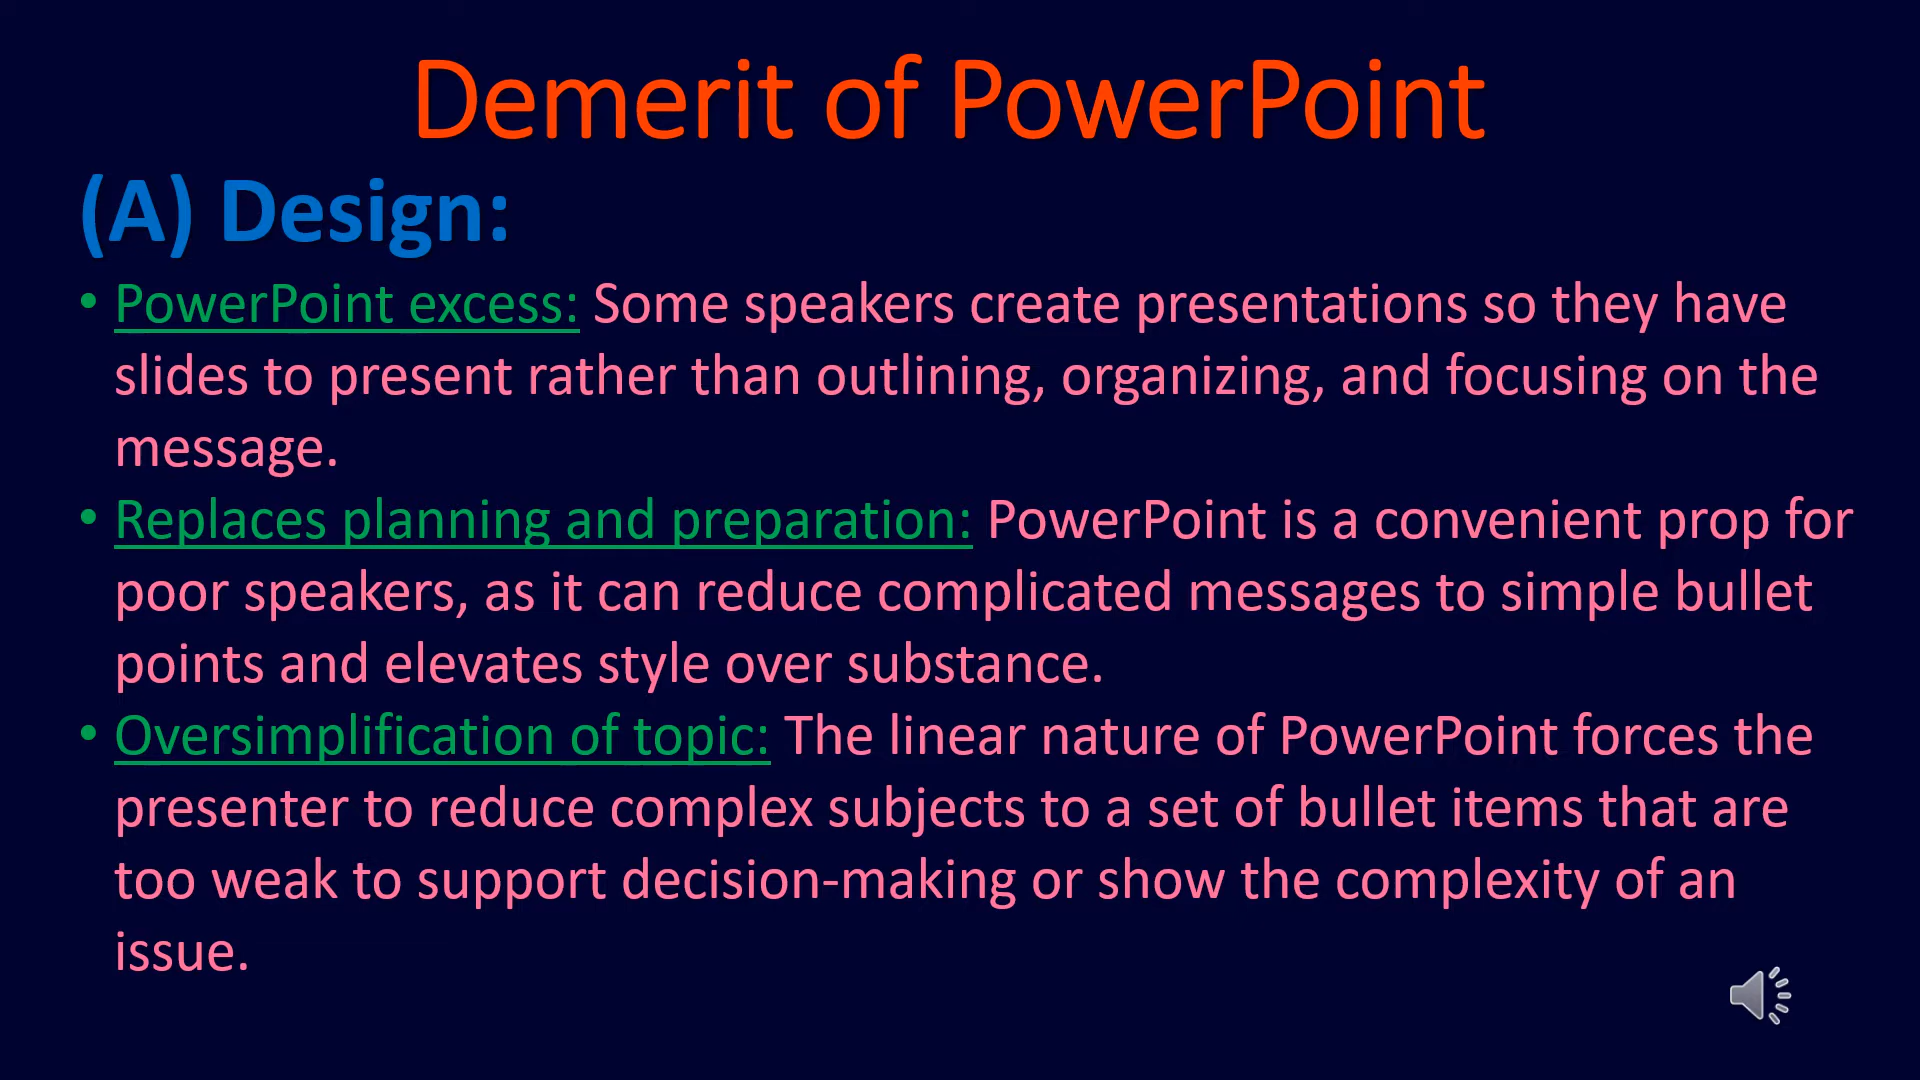 Demerit of PowerPoint
(A) Design:
• PowerPoint excess: Some speakers create presentations so they have
slides to present rather than outlining, organizing, and focusing on the
message.
• Replaces planning and preparation: PowerPoint is a convenient prop for
poor speakers, as it can reduce complicated messages to simple bullet
points and elevates style over substance.
• Oversimplification of topic: The linear nature of PowerPoint forces the
presenter to reduce complex subjects to a set of bullet items that are
too weak to support decision-making or show the complexity of an
issue.